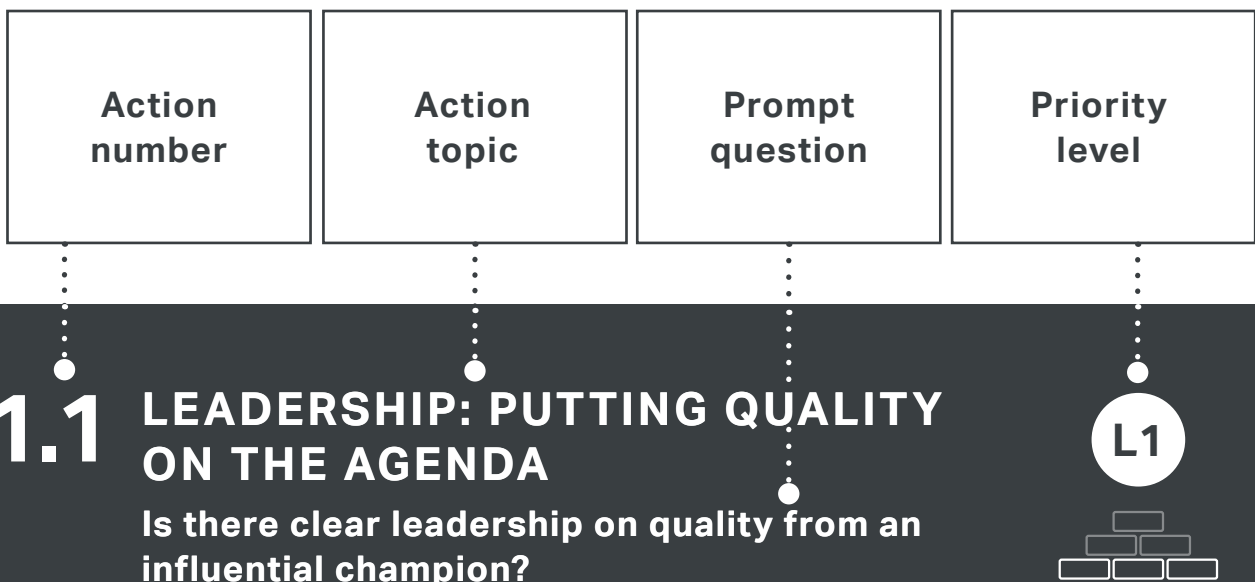 Action
number
Action
topic
Prompt
question
Priority
level
1.1
LEADERSHIP: PUTTING QUALITY
ON THE AGENDA
L1
Is there clear leadership on quality from an
influential champion?